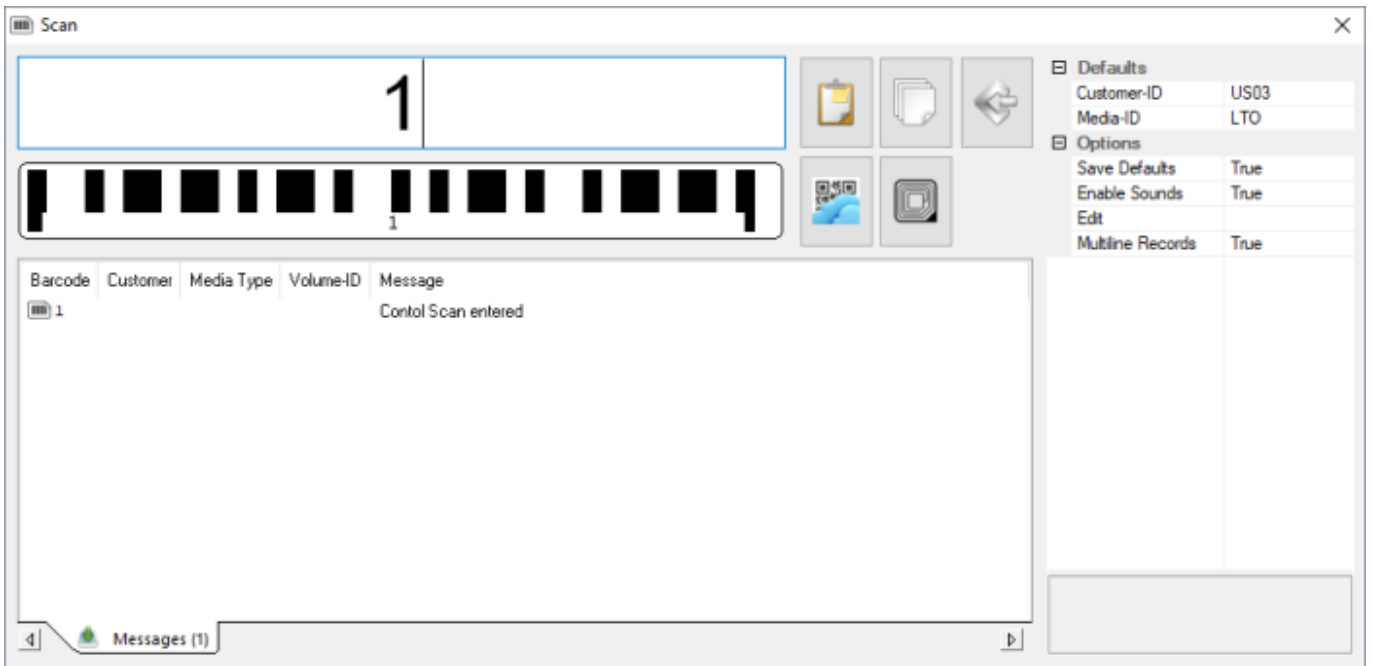 Scan
1
1
Barcode Customer Media Type Volume-ID Message
1 Contol Scan entered
Messages (1)
Defaults
Customer-ID US03
Media-ID LTO
Options
Save Defaults True
Enable Sounds True
Edit
Multiline Records True